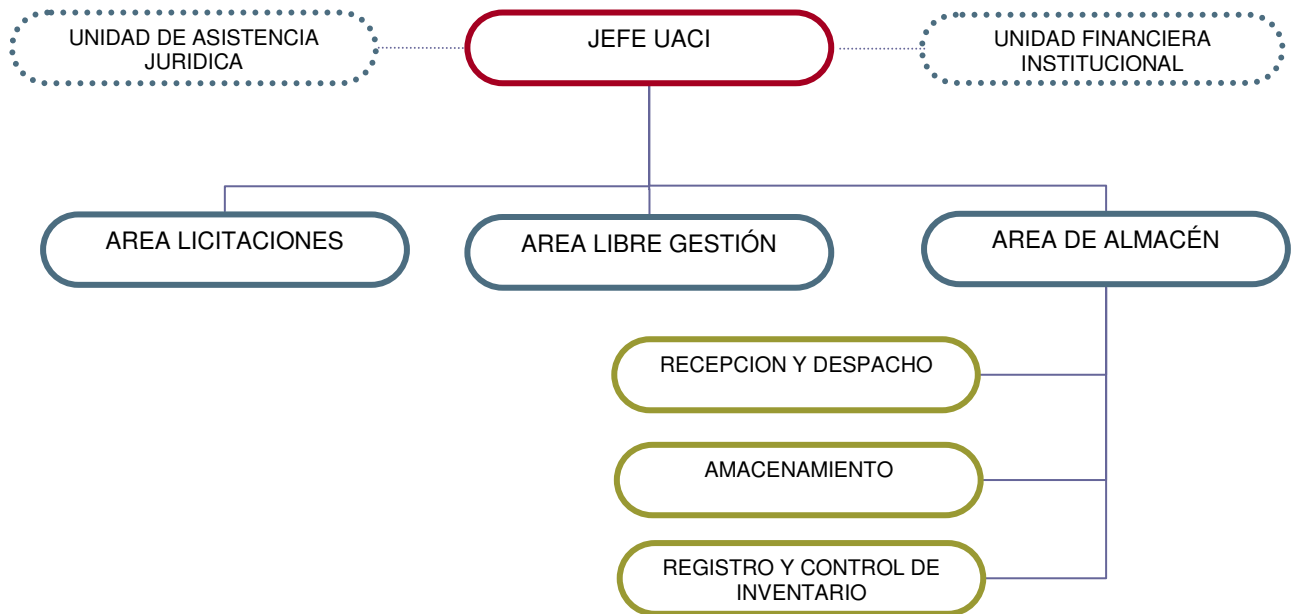 UNIDAD DE ASISTENCIA
JURIDICA
JEFE UACI
UNIDAD FINANCIERA
INSTITUCIONAL
AREA LICITACIONES
AREA LIBRE GESTIÓN
AREA DE ALMACÉN
RECEPCION Y DESPACHO
AMACENAMIENTO
REGISTRO Y CONTROL DE
INVENTARIO